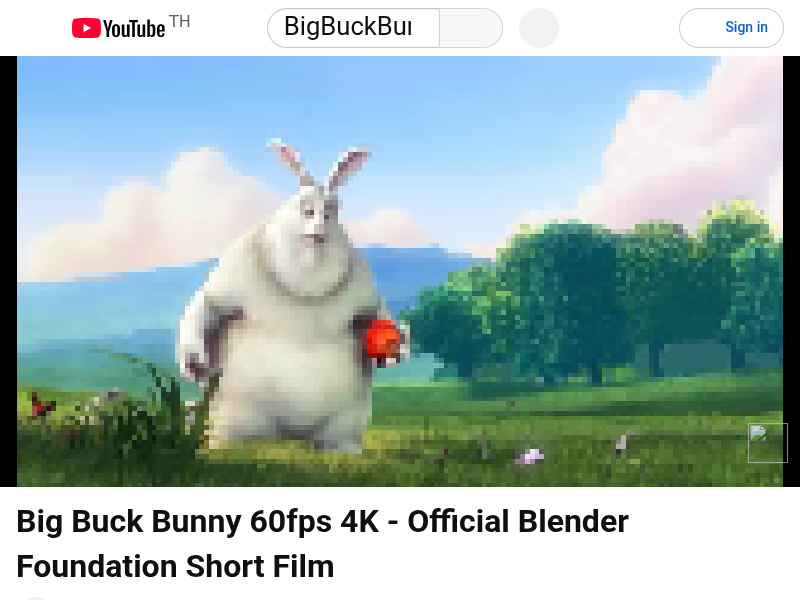 YouTube TH
BigBuckBu
Sign in
Big Buck Bunny 60fps 4K - Official Blender
Foundation Short Film